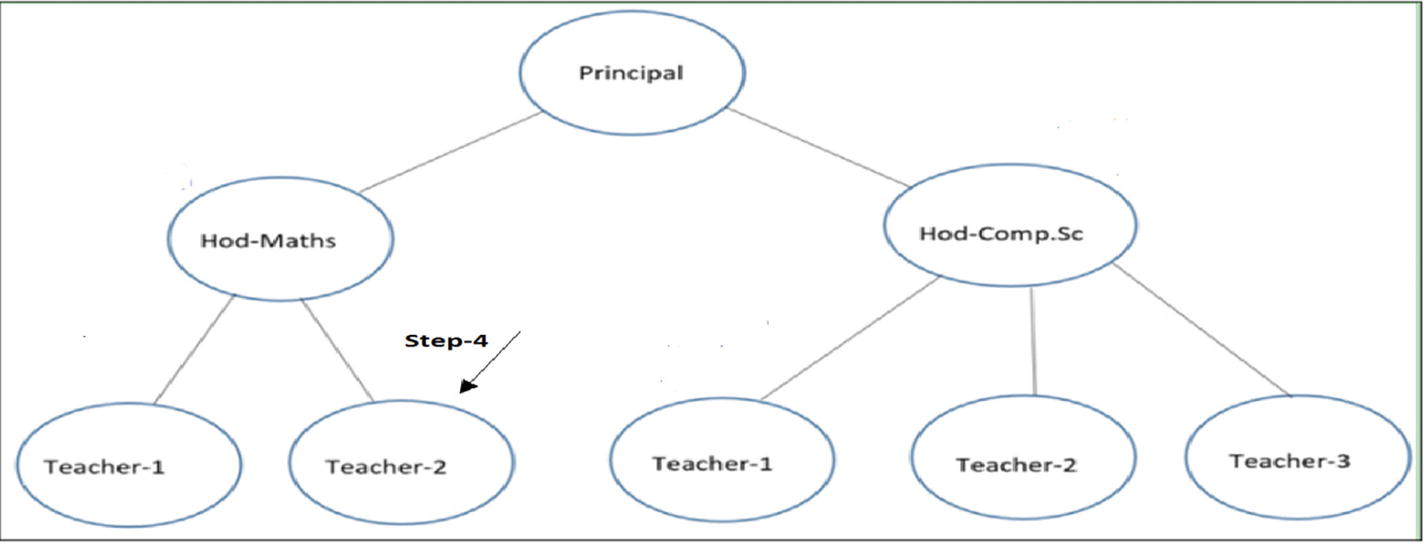 Principal
Hod-Maths
Hod-Comp.Sc
Step-4
Teacher-1
Teacher-2
Teacher-1
Teacher-2
Teacher-3